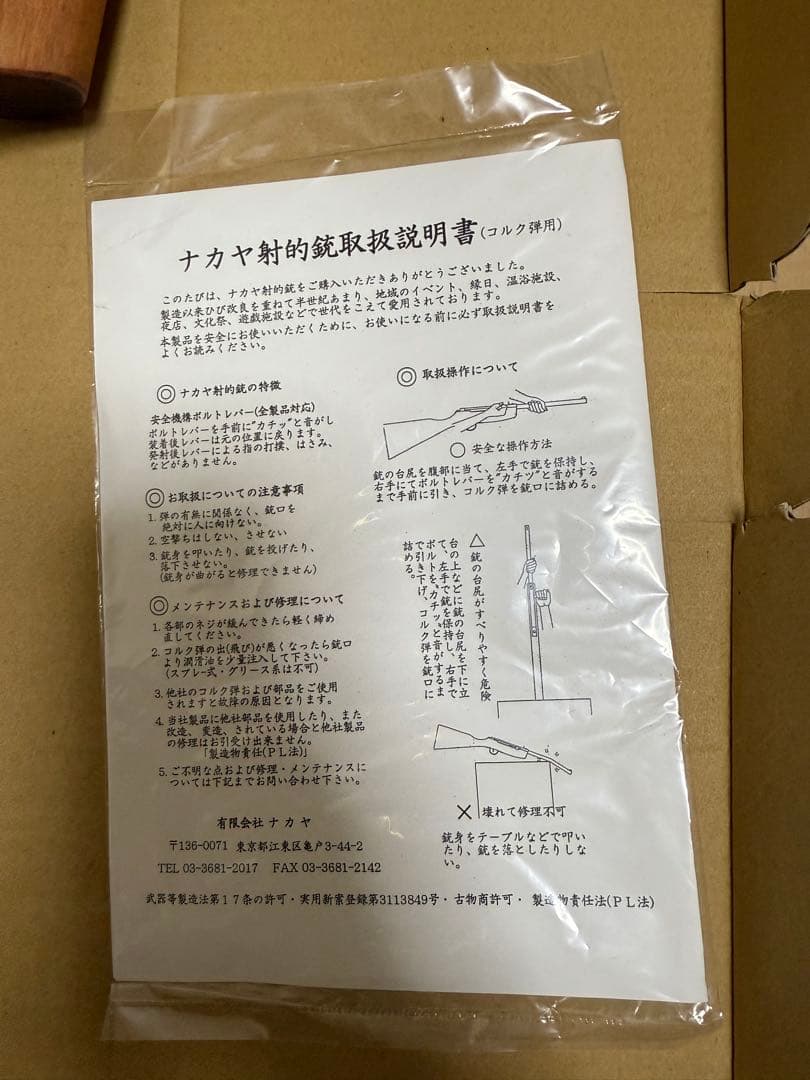 ナカヤ射的銃取扱説明書(コルク弾用)
このたびは、ナカヤ射的銃をご購入いただきありがとうございました。
製造以来ひび改良を重ねて半世紀あまり、地域のイベント、縁日、温浴施設、
夜店、文化祭、遊戯施設などで世代をこえて愛用されております。
本製品を安全にお使いいただくために、お使いになる前に必ず取扱説明書を
よくお読みください。
◎ ナカヤ射的銃の特徴
安全機構ボルトレバー(全製品対応)
ボルトレバーを手前に"カチッ"と音がし
装着後レバーは元の位置に戻ります。
発射後レバーによる指の打撲、はさみ、
などがありません。
◎ お取扱についての注意事項
1. 弾の有無に関係なく、銃口を
絶対に人に向けない。
2. 空撃ちはしない、させない
3. 銃身を叩いたり、銃を投げたり、
落下させない。
(銃身が曲がると修理できません)
◎ メンテナンスおよび修理について
1. 各部のネジが緩んできたら軽く締め
直してください。
2. コルク弾の出(飛び)が悪くなったら銃口
より潤滑油を少量注入して下さい。
(スプレー式・グリース系は不可)
3. 他社のコルク弾および部品をご使用
されますと故障の原因となります。
4. 当社製品に他社部品を使用したり、また
改造、変造、されている場合と他社製品
の修理はお引受け出来ません。
「製造物責任(PL法)」
5. ご不明な点および修理・メンテナンスに
ついては下記までお問い合わせ下さい。
◎ 取扱操作について
○ 安全な操作方法
銃の台尻を腹部に当て、左手で銃を保持し、
右手にてボルトレバーを"カチツ"と音がする
まで手前に引き、コルク弾を銃口に詰める。
△ 銃の台尻がすべりやすく危険
台の上などに銃の台尻を下に立
て、左手で銃を保持し、右手で
ボルトを"カチッ"と音がするま
で引き下げ、コルク弾を銃口に
詰める。
× 壊れて修理不可
銃身をテーブルなどで叩い
たり、銃を落としたりしな
い。
有限会社 ナカヤ
〒136-0071 東京都江東区亀戸3-44-2
TEL 03-3681-2017 FAX 03-3681-2142
武器等製造法第17条の許可・実用新案登録第3113849号・古物商許可・ 製造物責任法(PL法)